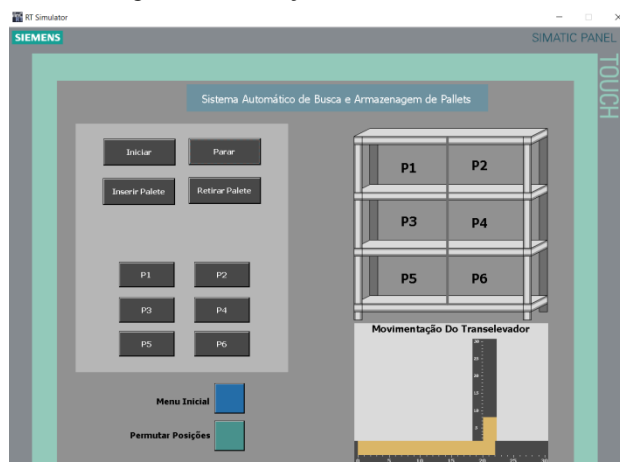 RT Simulator
SIEMENS
SIMATIC PANEL
TOUCH
Sistema Automático de Busca e Armazenagem de Pallets
Iniciar
Parar
Inserir Palete
Retirar Palete
P1
P2
P3
P4
P5
P6
Menu Inicial
Permutar Posições
P1
P2
P3
P4
P5
P6
Movimentação Do Transelevador